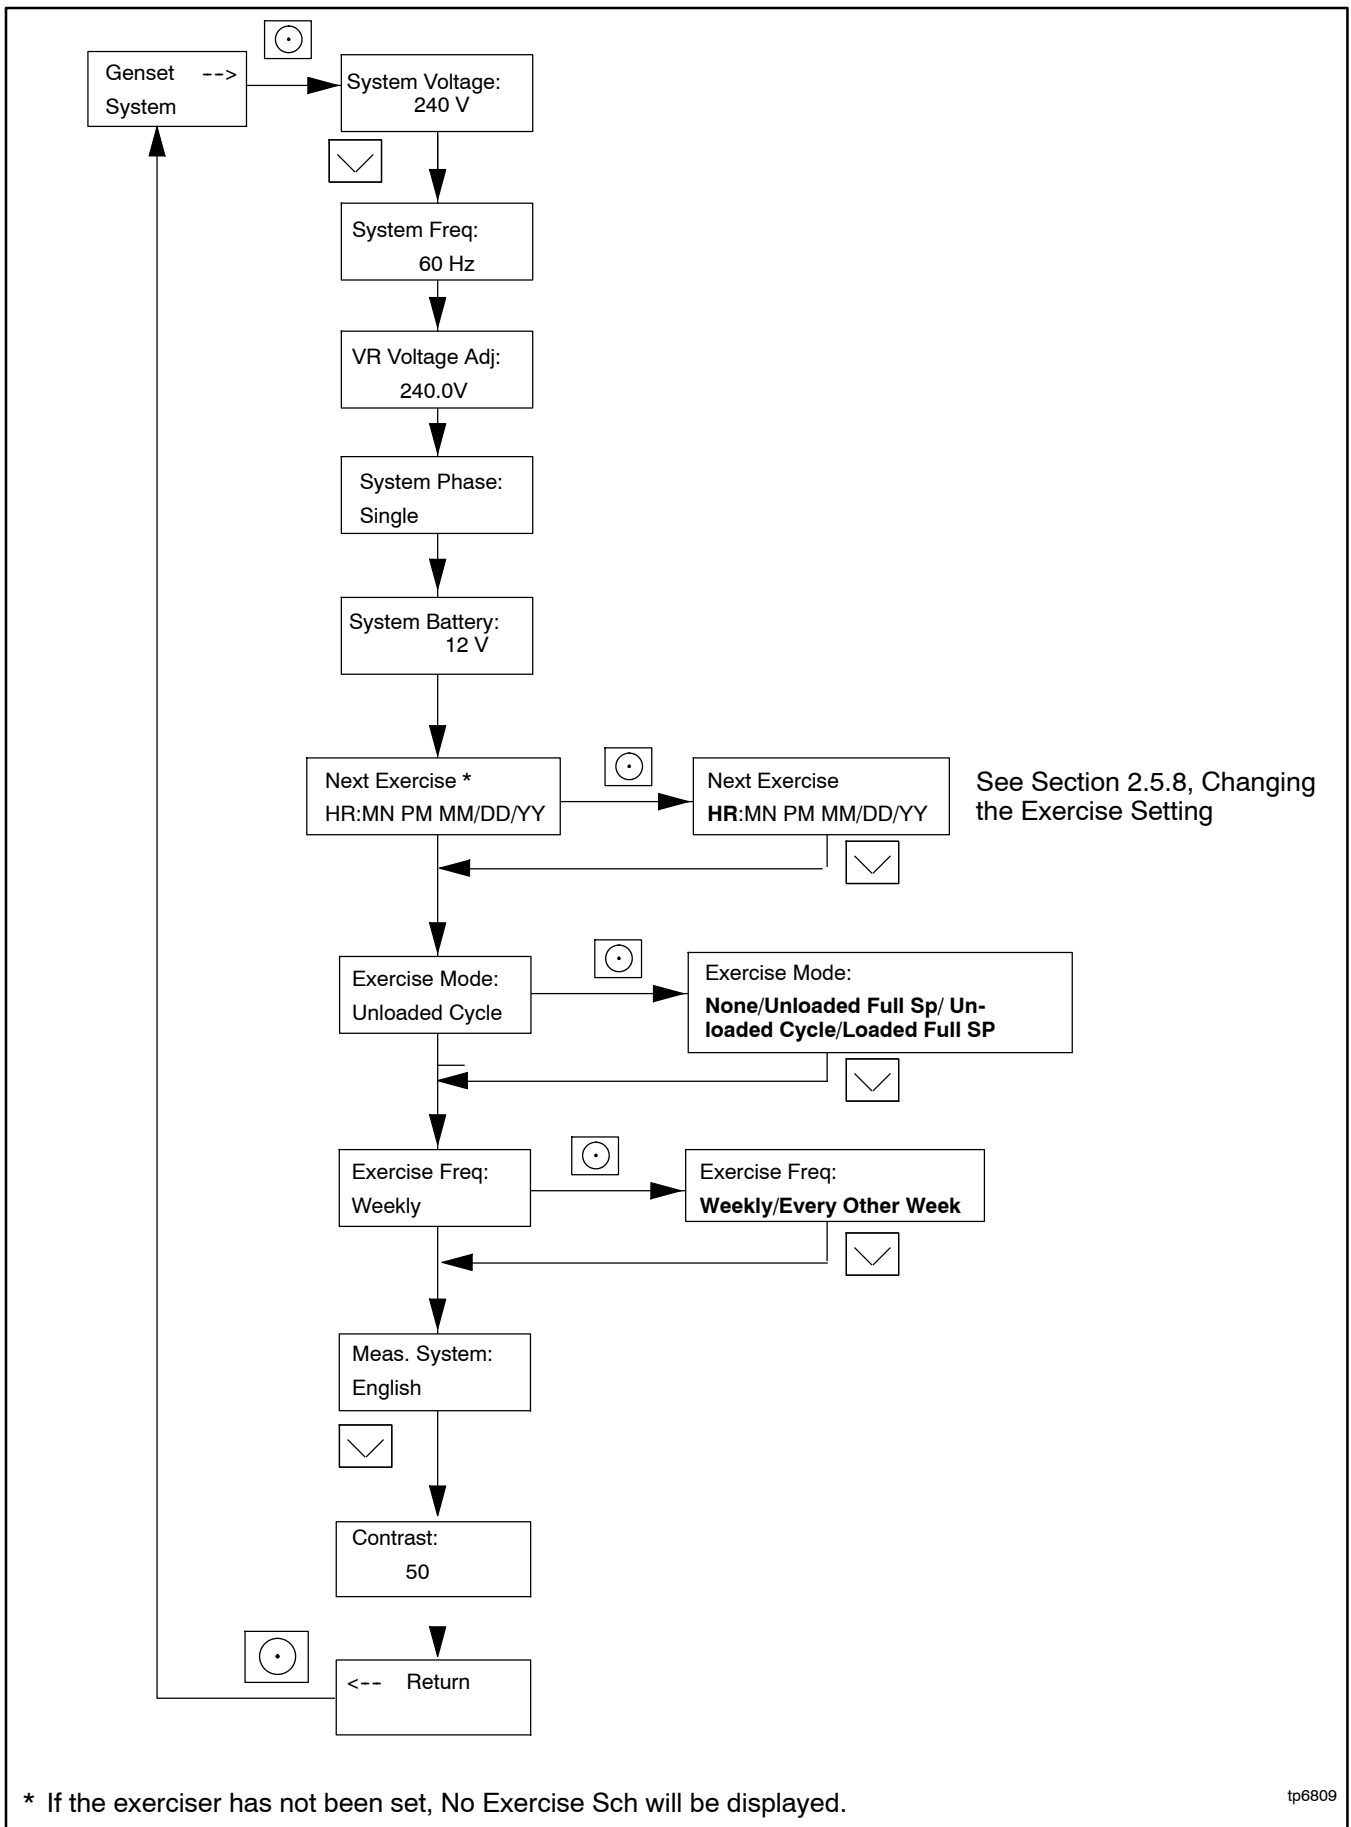 Genset -->
System
System Voltage:
240 V
System Freq:
60 Hz
VR Voltage Adj:
240.0V
System Phase:
Single
System Battery:
12 V
Next Exercise *
HR:MN PM MM/DD/YY
Next Exercise
HR:MN PM MM/DD/YY
See Section 2.5.8, Changing
the Exercise Setting
Exercise Mode:
Unloaded Cycle
Exercise Mode:
None/Unloaded Full Sp/ Un-
loaded Cycle/Loaded Full SP
Exercise Freq:
Weekly
Exercise Freq:
Weekly/Every Other Week
Meas. System:
English
Contrast:
50
<-- Return
* If the exerciser has not been set, No Exercise Sch will be displayed.
tp6809